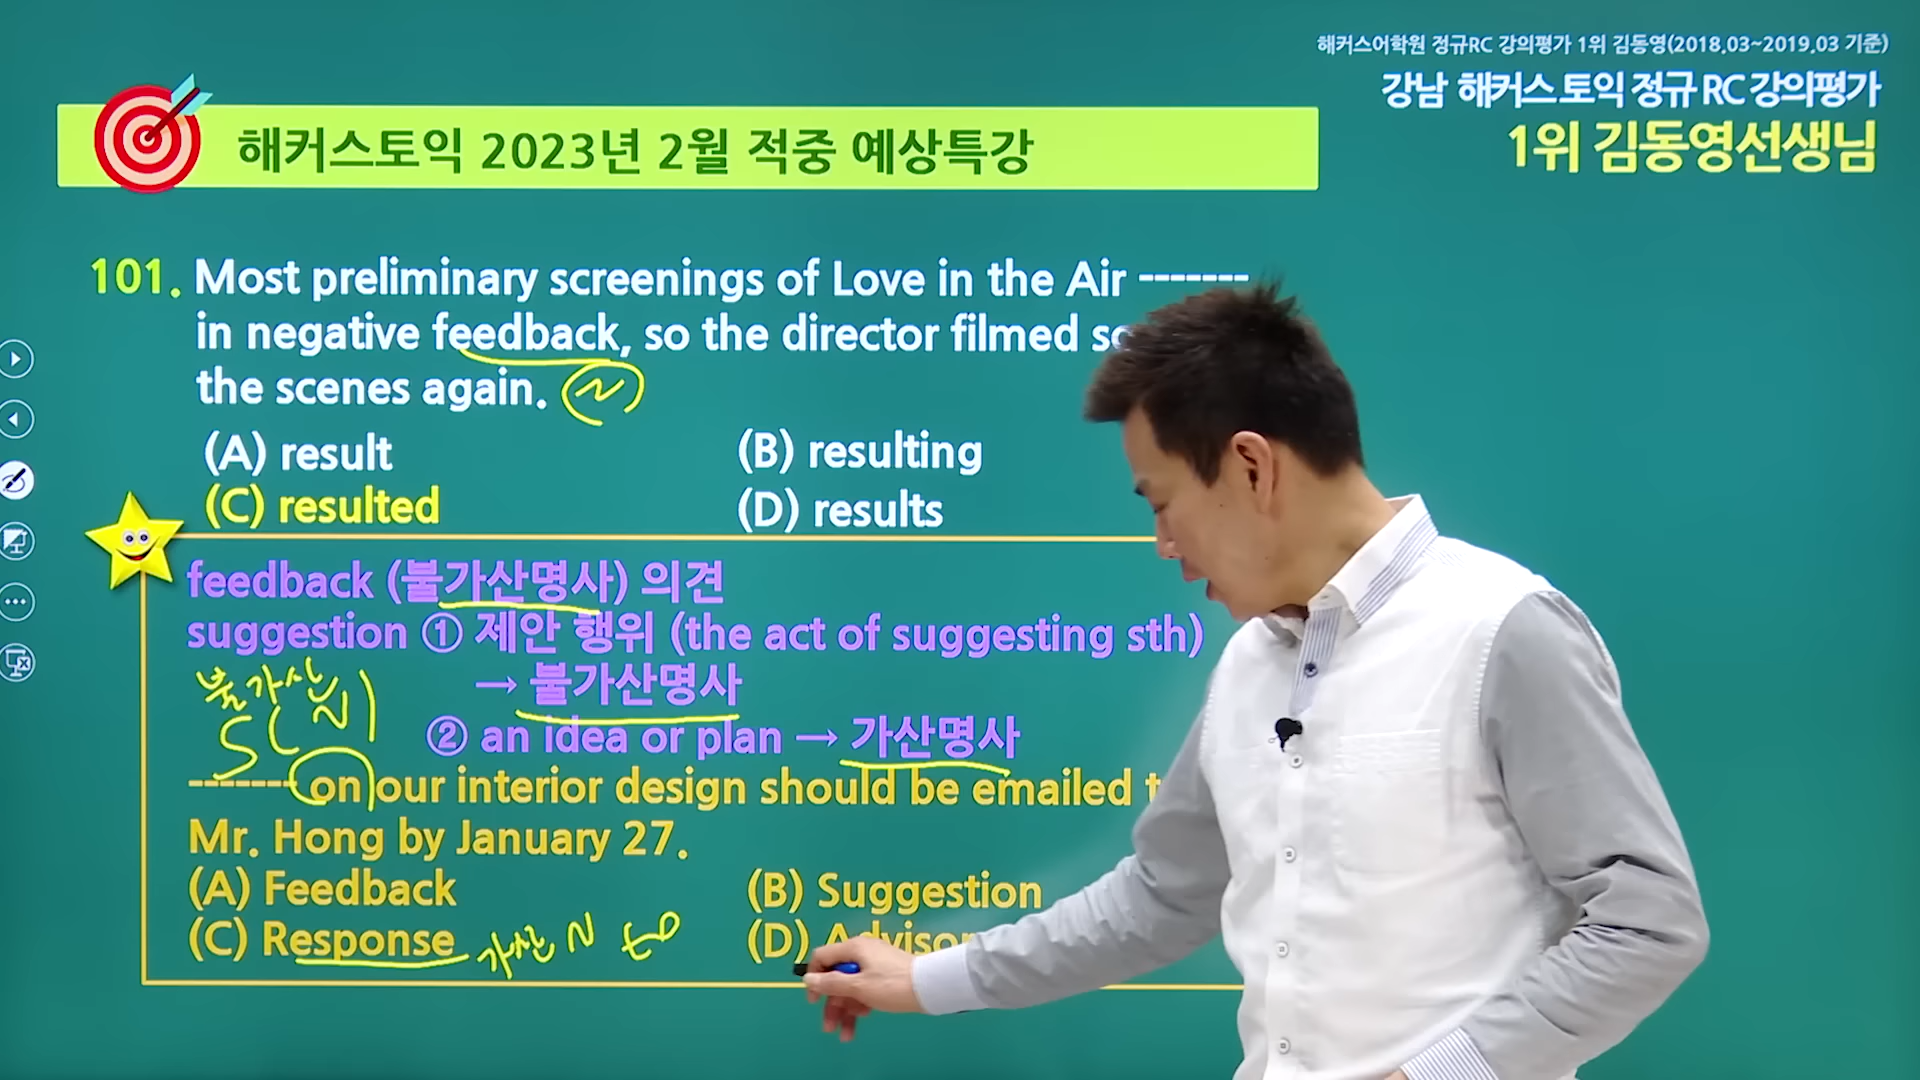 해커스어학원 정규RC 강의평가 1위 김동영(2018.03~2019.03 기준)
강남 해커스 토익 정규 RC 강의평가
1위 김동영선생님
해커스토익 2023년 2월 적중 예상특강
101. Most preliminary screenings of Love in the Air -------
in negative feedback, so the director filmed
the scenes again. N
(A) result (B) resulting
(C) resulted (D) results
feedback (불가산명사) 의견
suggestion ① 제안 행위 (the act of suggesting sth)
→ 불가산명사
불가산 N
② an idea or plan → 가산명사
------- on our interior design should be emailed
Mr. Hong by January 27.
(A) Feedback (B) Suggestion
(C) Response 가산 N to (D)